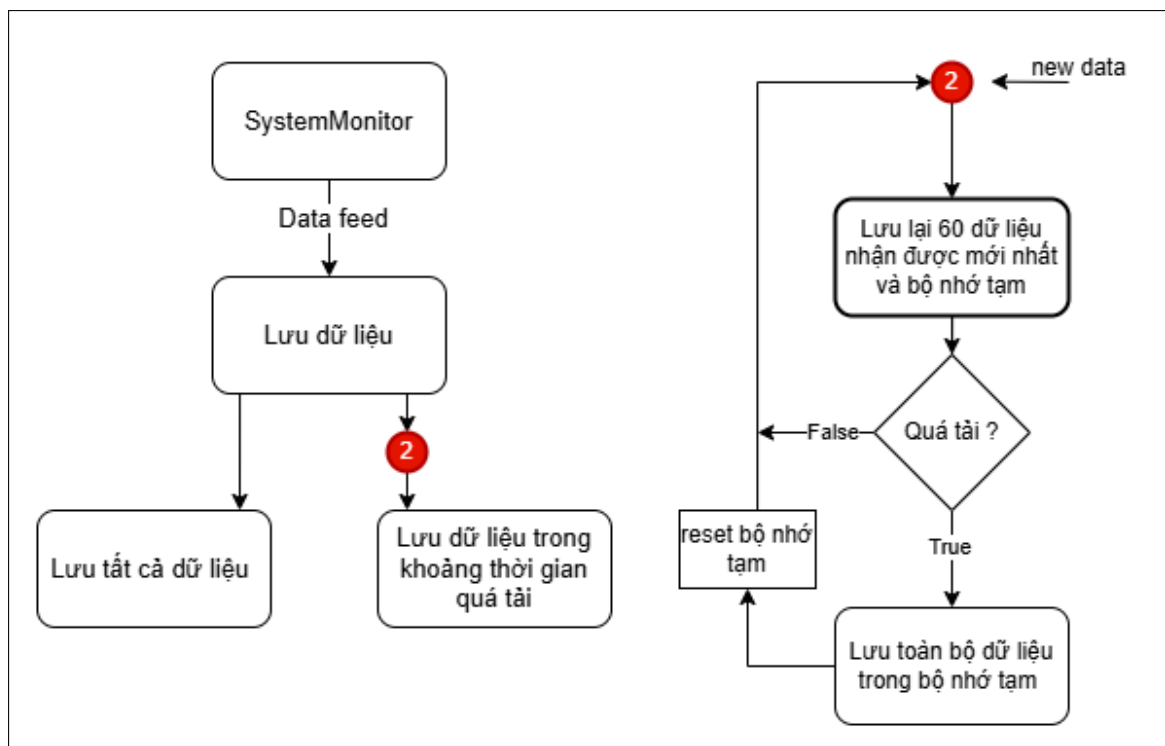 SystemMonitor
Data feed
Lưu dữ liệu
2
Lưu tất cả dữ liệu
Lưu dữ liệu trong
khoảng thời gian
quá tải
2
new data
Lưu lại 60 dữ liệu
nhận được mới nhất
và bộ nhớ tạm
Quá tải ?
False
True
reset bộ nhớ
tạm
Lưu toàn bộ dữ liệu
trong bộ nhớ tạm